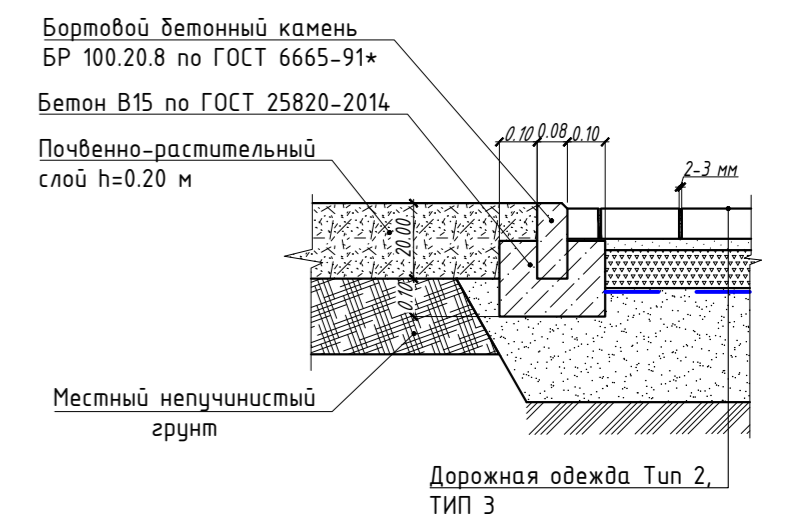 Бортовой бетонный камень
БР 100.20.8 по ГОСТ 6665-91*
Бетон В15 по ГОСТ 25820-2014
Почвенно-растительный
слой h=0.20 м
0.10 0.08 0.10
2-3 мм
20.00
0.10
Местный непучинистый
грунт
Дорожная одежда Тип 2,
ТИП 3